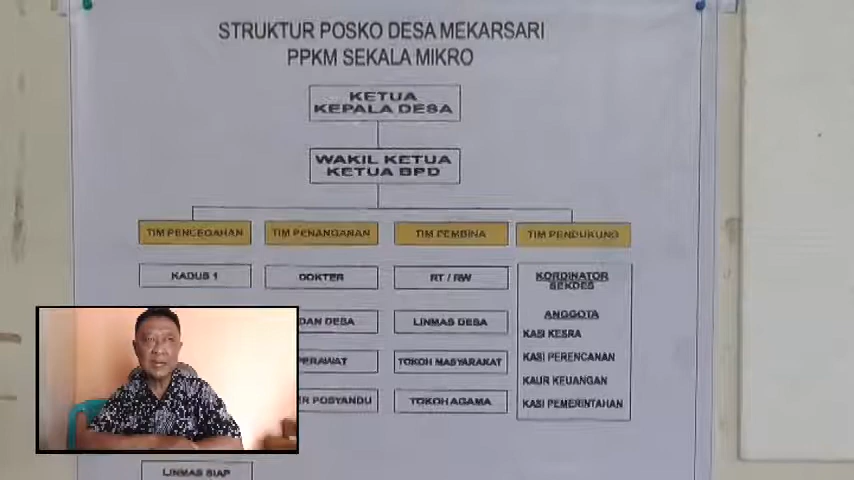 STRUKTUR POSKO DESA MEKARSARI
PPKM SEKALA MIKRO
KETUA
KEPALA DESA
WAKIL KETUA
KETUA BPD
TIM PENCEGAHAN
TIM PENANGANAN
TIM PEMBINA
TIM PENDUKUNG
KADUS 1
DOKTER
RT / RW
KORDINATOR
SEKDES
DAN DESA
LINMAS DESA
ANGGOTA
KASI KESRA
PERAWAT
TOKOH MASYARAKAT
KASI PERENCANAN
KAUR KEUANGAN
R POSYANDU
TOKOH AGAMA
KASI PEMERINTAHAN
LINMAS SIAP